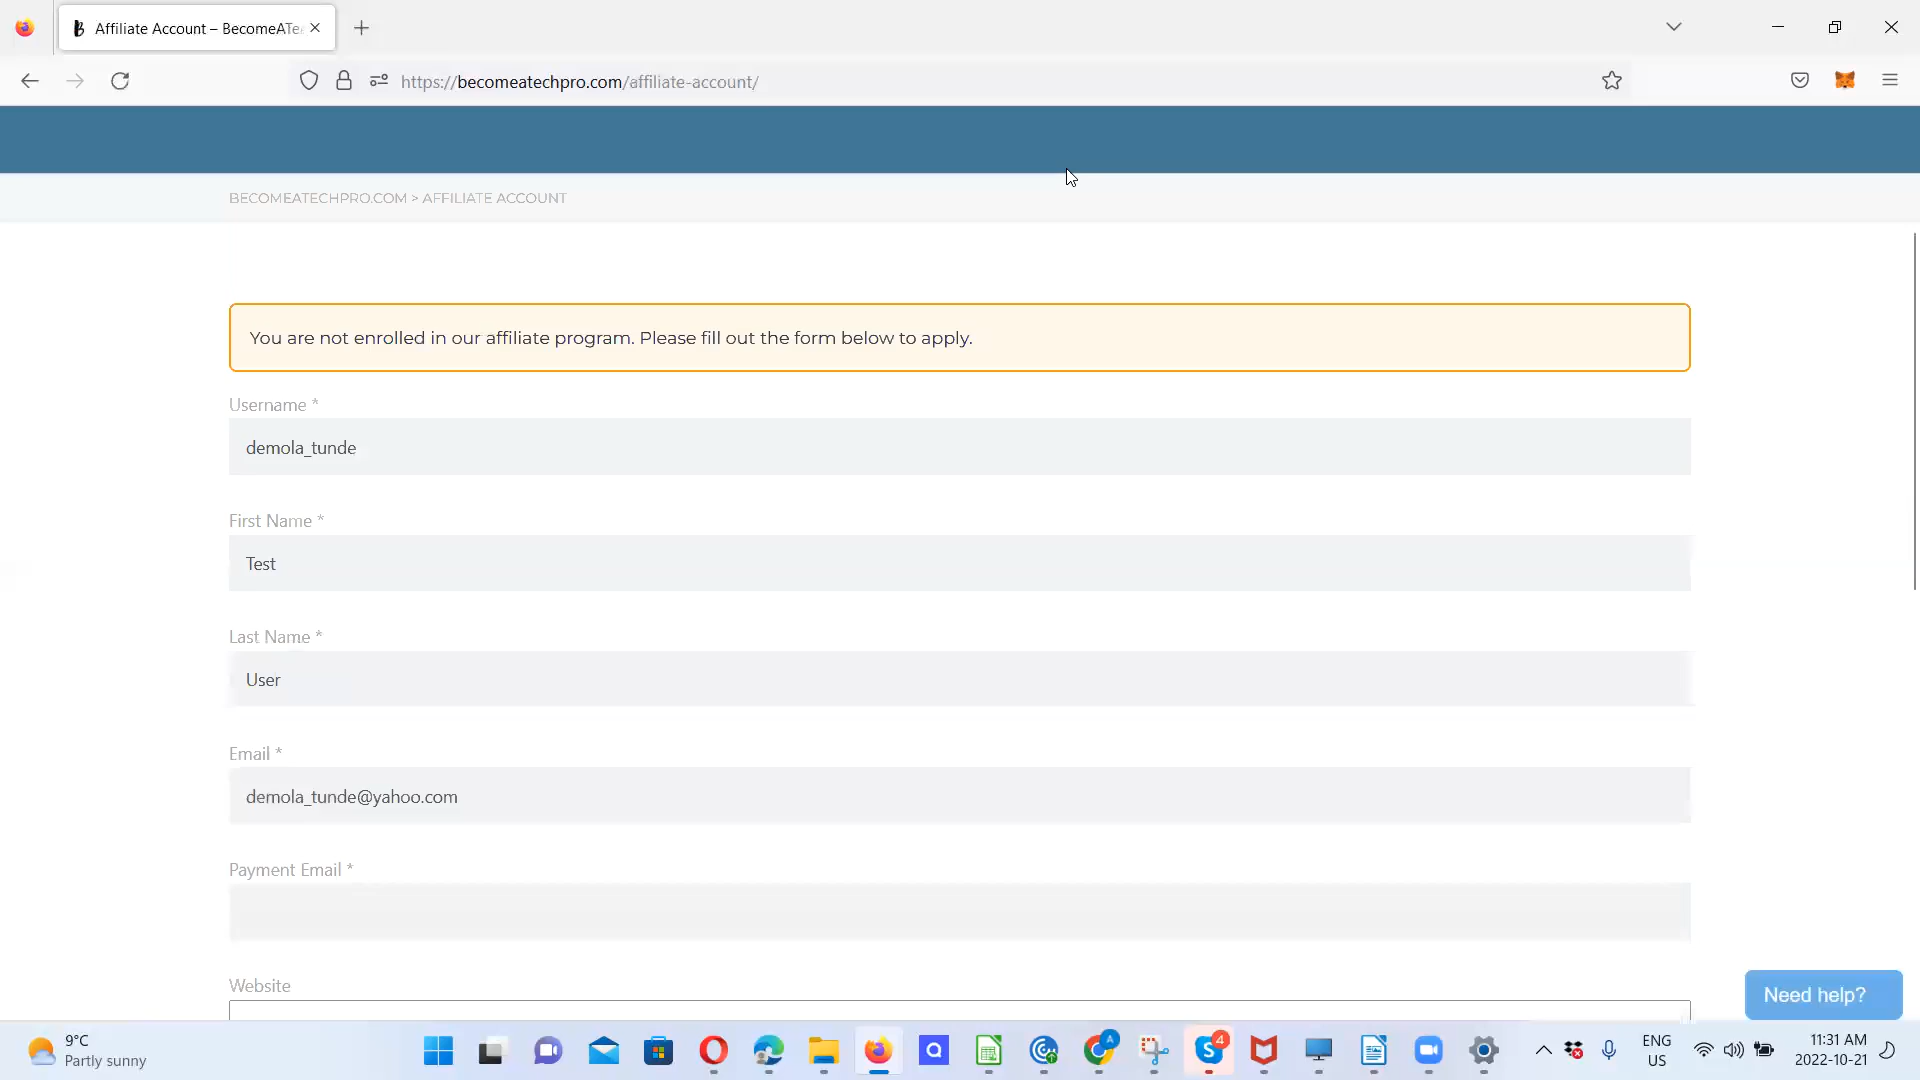 Affiliate Account – BecomeATe
https://becomeatechpro.com/affiliate-account/
BECOMEATECHPRO.COM > AFFILIATE ACCOUNT
You are not enrolled in our affiliate program. Please fill out the form below to apply.
Username *
demola_tunde
First Name *
Test
Last Name *
User
Email *
demola_tunde@yahoo.com
Payment Email *
Website
Need help?
9°C
Partly sunny
A
4
ENG
US
11:31 AM
2022-10-21